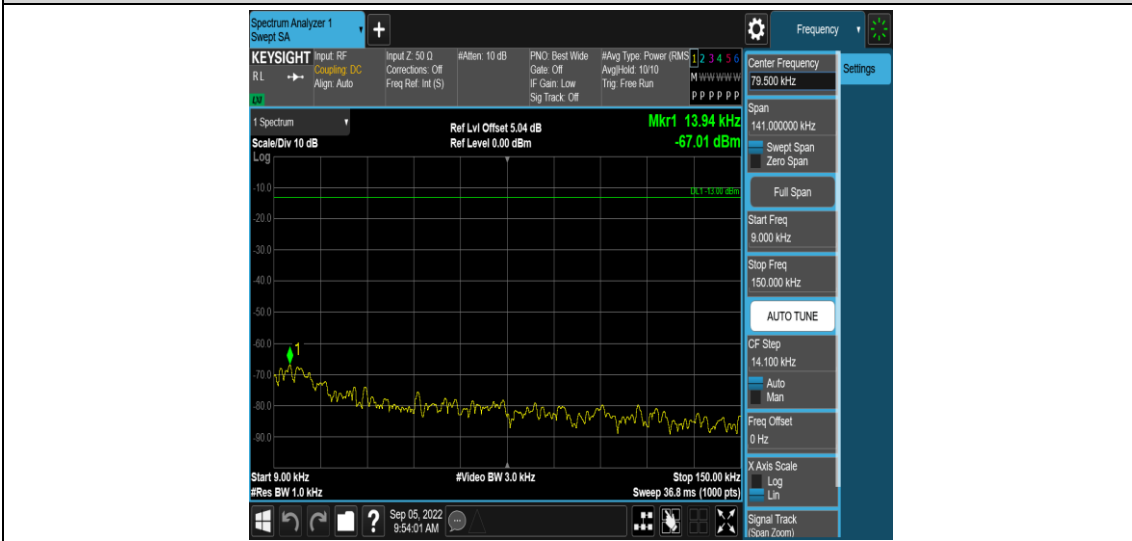 Spectrum Analyzer 1
Swept SA
+
Frequency
KEYSIGHT
RL
LXI
Input: RF
Coupling: DC
Align: Auto
Input Z: 50 Ω
Corrections: Off
Freq Ref: Int (S)
#Atten: 10 dB
PNO: Best Wide
Gate: Off
IF Gain: Low
Sig Track: Off
#Avg Type: Power (RMS
Avg|Hold: 10/10
Trig: Free Run
1 2 3 4 5 6
M W W W W W
P P P P P P
1 Spectrum
Scale/Div 10 dB
Log
Ref Lvl Offset 5.04 dB
Ref Level 0.00 dBm
Mkr1 13.94 kHz
-67.01 dBm
DL1 -13.00 dBm
-10.0
-20.0
-30.0
-40.0
-50.0
-60.0
-70.0
-80.0
-90.0
1
Start 9.00 kHz
#Res BW 1.0 kHz
#Video BW 3.0 kHz
Stop 150.00 kHz
Sweep 36.8 ms (1000 pts)
Center Frequency
79.500 kHz
Settings
Span
141.000000 kHz
Swept Span
Zero Span
Full Span
Start Freq
9.000 kHz
Stop Freq
150.000 kHz
AUTO TUNE
CF Step
14.100 kHz
Auto
Man
Freq Offset
0 Hz
X Axis Scale
Log
Lin
Signal Track
(Span Zoom)
?
Sep 05, 2022
9:54:01 AM